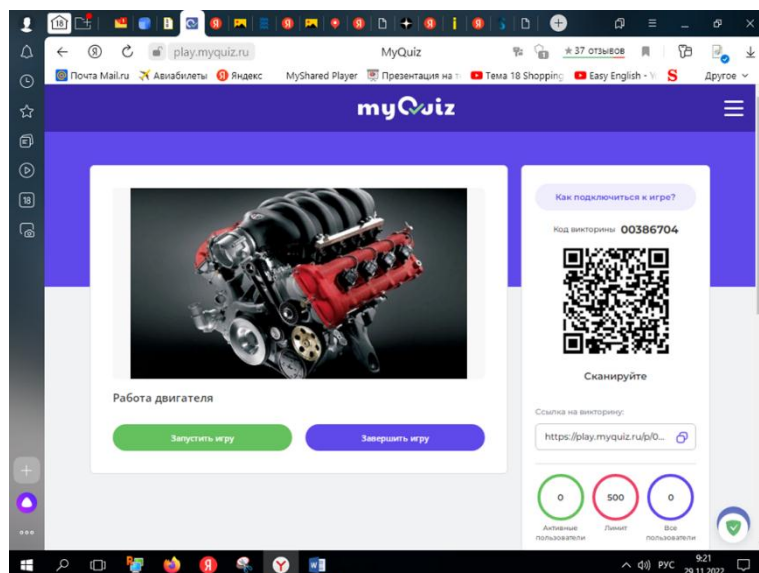 18
play.myquiz.ru
MyQuiz
37 отзывов
Почта Mail.ru
Авиабилеты
Яндекс
MyShared Player
Презентация на
Тема 18 Shopping
Easy English -
S
Другое
myQuiz
18
Работа двигателя
Запустить игру
Завершить игру
Как подключиться к игре?
Код викторины 00386704
Сканируйте
Ссылка на викторину:
https://play.myquiz.ru/p/0...
0
500
0
Активные пользователи
Лимит
Все пользователи
РУС
9:21
29.11.2022